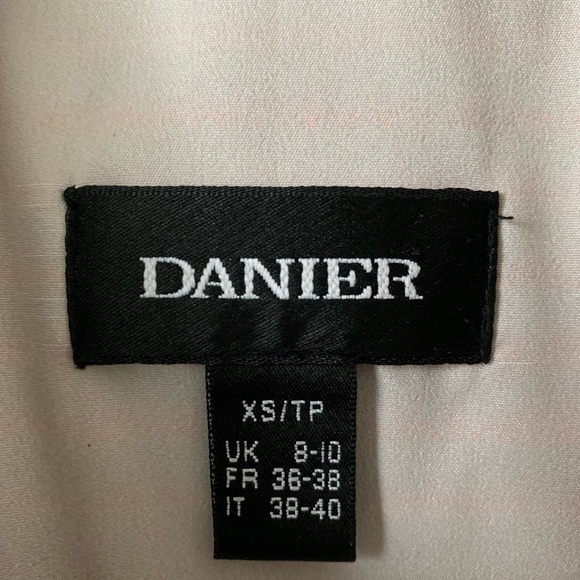 DANIER
XS/TP
UK 8-10
FR 36-38
IT 38-40